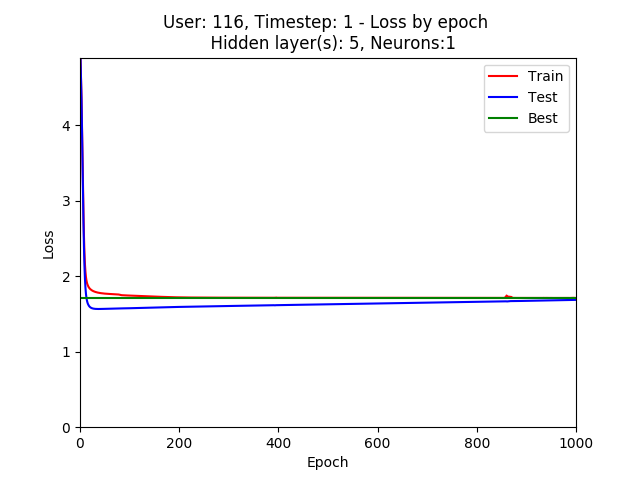 User: 116, Timestep: 1 - Loss by epoch
Hidden layer(s): 5, Neurons:1
Train
Test
Best
4
3
2
1
0
Loss
0 200 400 600 800 1000
Epoch